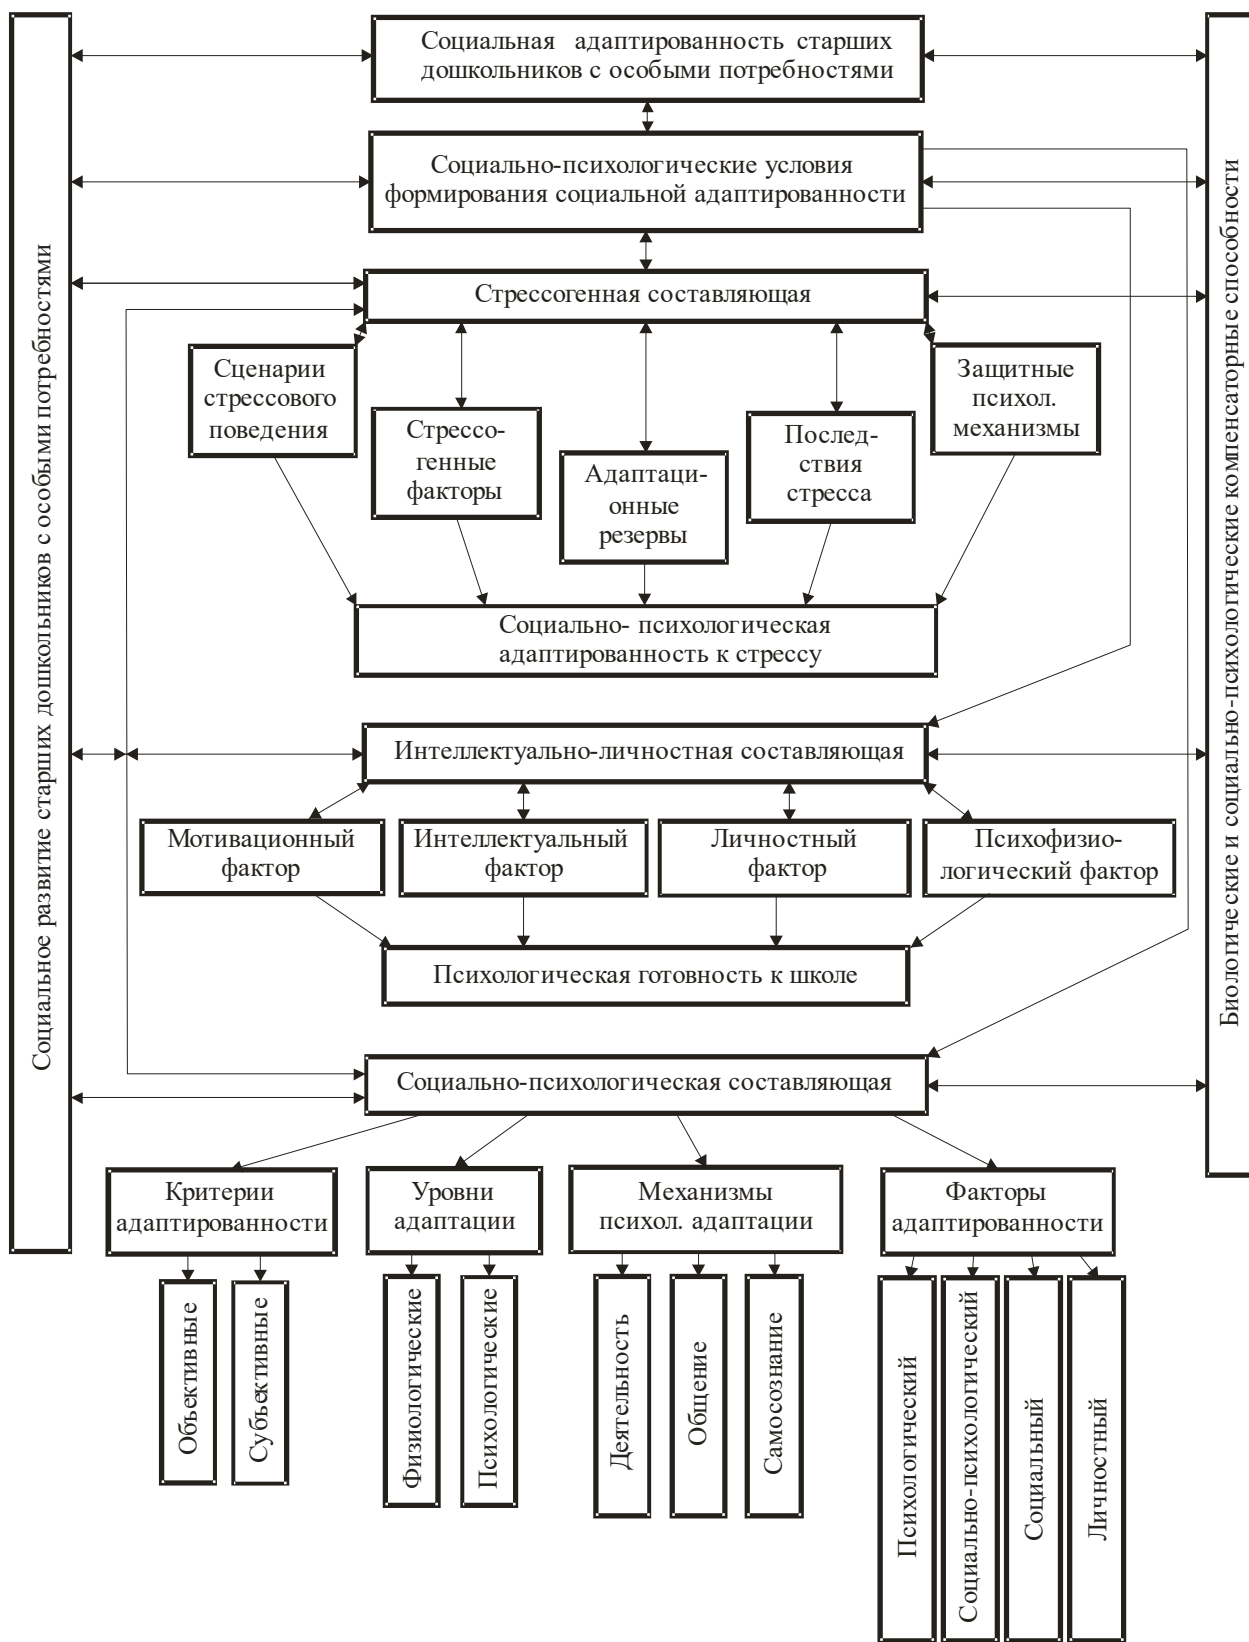 Социальное развитие старших дошкольников с особыми потребностями
Социальная адаптированность старших
дошкольников с особыми потребностями
Биологические и социально-психологические компенсаторные способности
Социально-психологические условия
формирования социальной адаптированности
Стрессогенная составляющая
Сценарии
стрессового
поведения
Стрессо-
генные
факторы
Адаптаци-
онные
резервы
Послед-
ствия
стресса
Защитные
психол.
механизмы
Социально- психологическая
адаптированность к стрессу
Интеллектуально-личностная составляющая
Мотивационный
фактор
Интеллектуальный
фактор
Личностный
фактор
Психофизио-
логический фактор
Психологическая готовность к школе
Социально-психологическая составляющая
Критерии
адаптированности
Уровни
адаптации
Механизмы
психол. адаптации
Факторы
адаптированности
Объективные
Субъективные
Физиологические
Психологические
Деятельность
Общение
Самосознание
Психологический
Социально-психологический
Социальный
Личностный